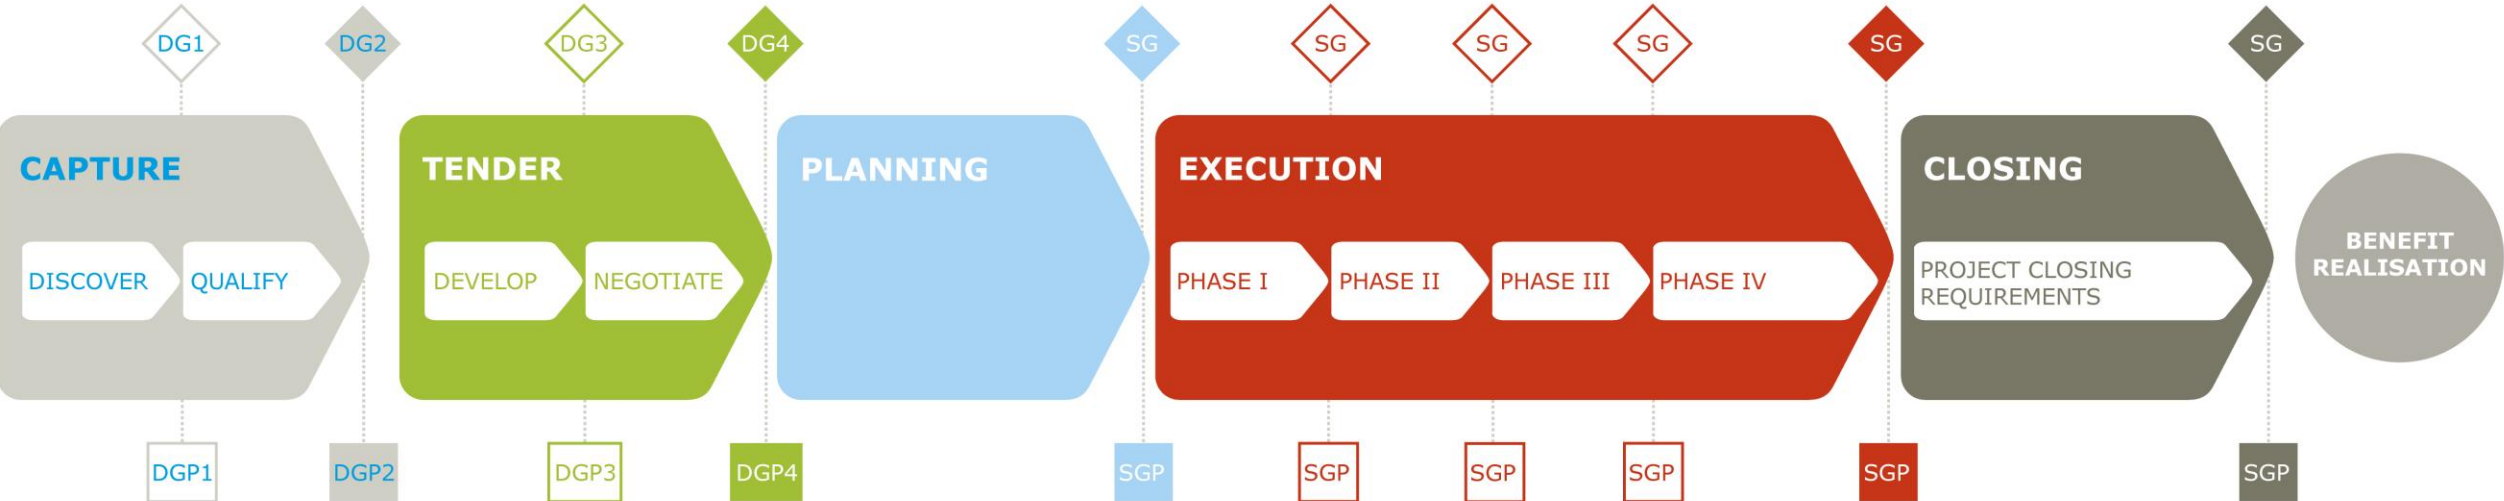 DG1
DG2
DG3
DG4
SG
SG
SG
SG
SG
SG
CAPTURE
TENDER
PLANNING
EXECUTION
CLOSING
DISCOVER
QUALIFY
DEVELOP
NEGOTIATE
PHASE I
PHASE II
PHASE III
PHASE IV
PROJECT CLOSING
REQUIREMENTS
BENEFIT
REALISATION
DGP1
DGP2
DGP3
DGP4
SGP
SGP
SGP
SGP
SGP
SGP